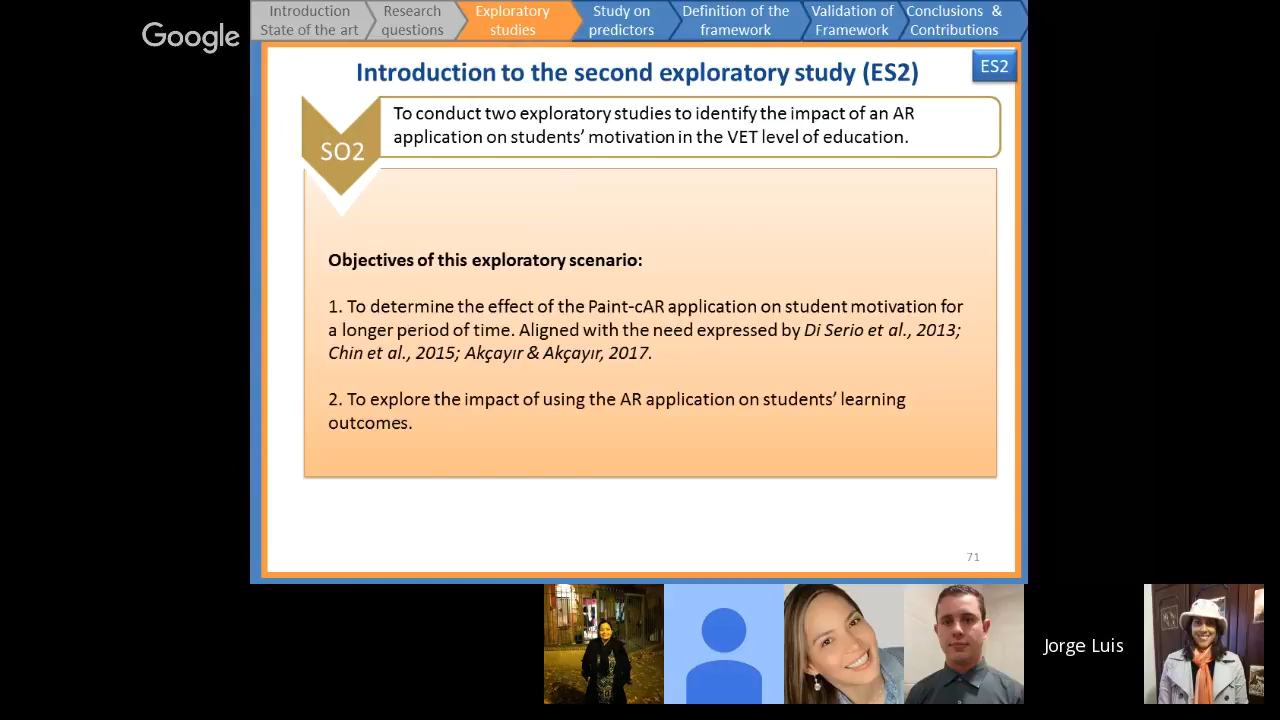 Google
Introduction
State of the art
Research
questions
Exploratory
studies
Study on
predictors
Definition of the
framework
Validation of
Framework
Conclusions &
Contributions
Introduction to the second exploratory study (ES2)
ES2
SO2
To conduct two exploratory studies to identify the impact of an AR
application on students’ motivation in the VET level of education.
Objectives of this exploratory scenario:
1. To determine the effect of the Paint-cAR application on student motivation for
a longer period of time. Aligned with the need expressed by Di Serio et al., 2013;
Chin et al., 2015; Akçayır & Akçayır, 2017.
2. To explore the impact of using the AR application on students’ learning
outcomes.
71
Jorge Luis